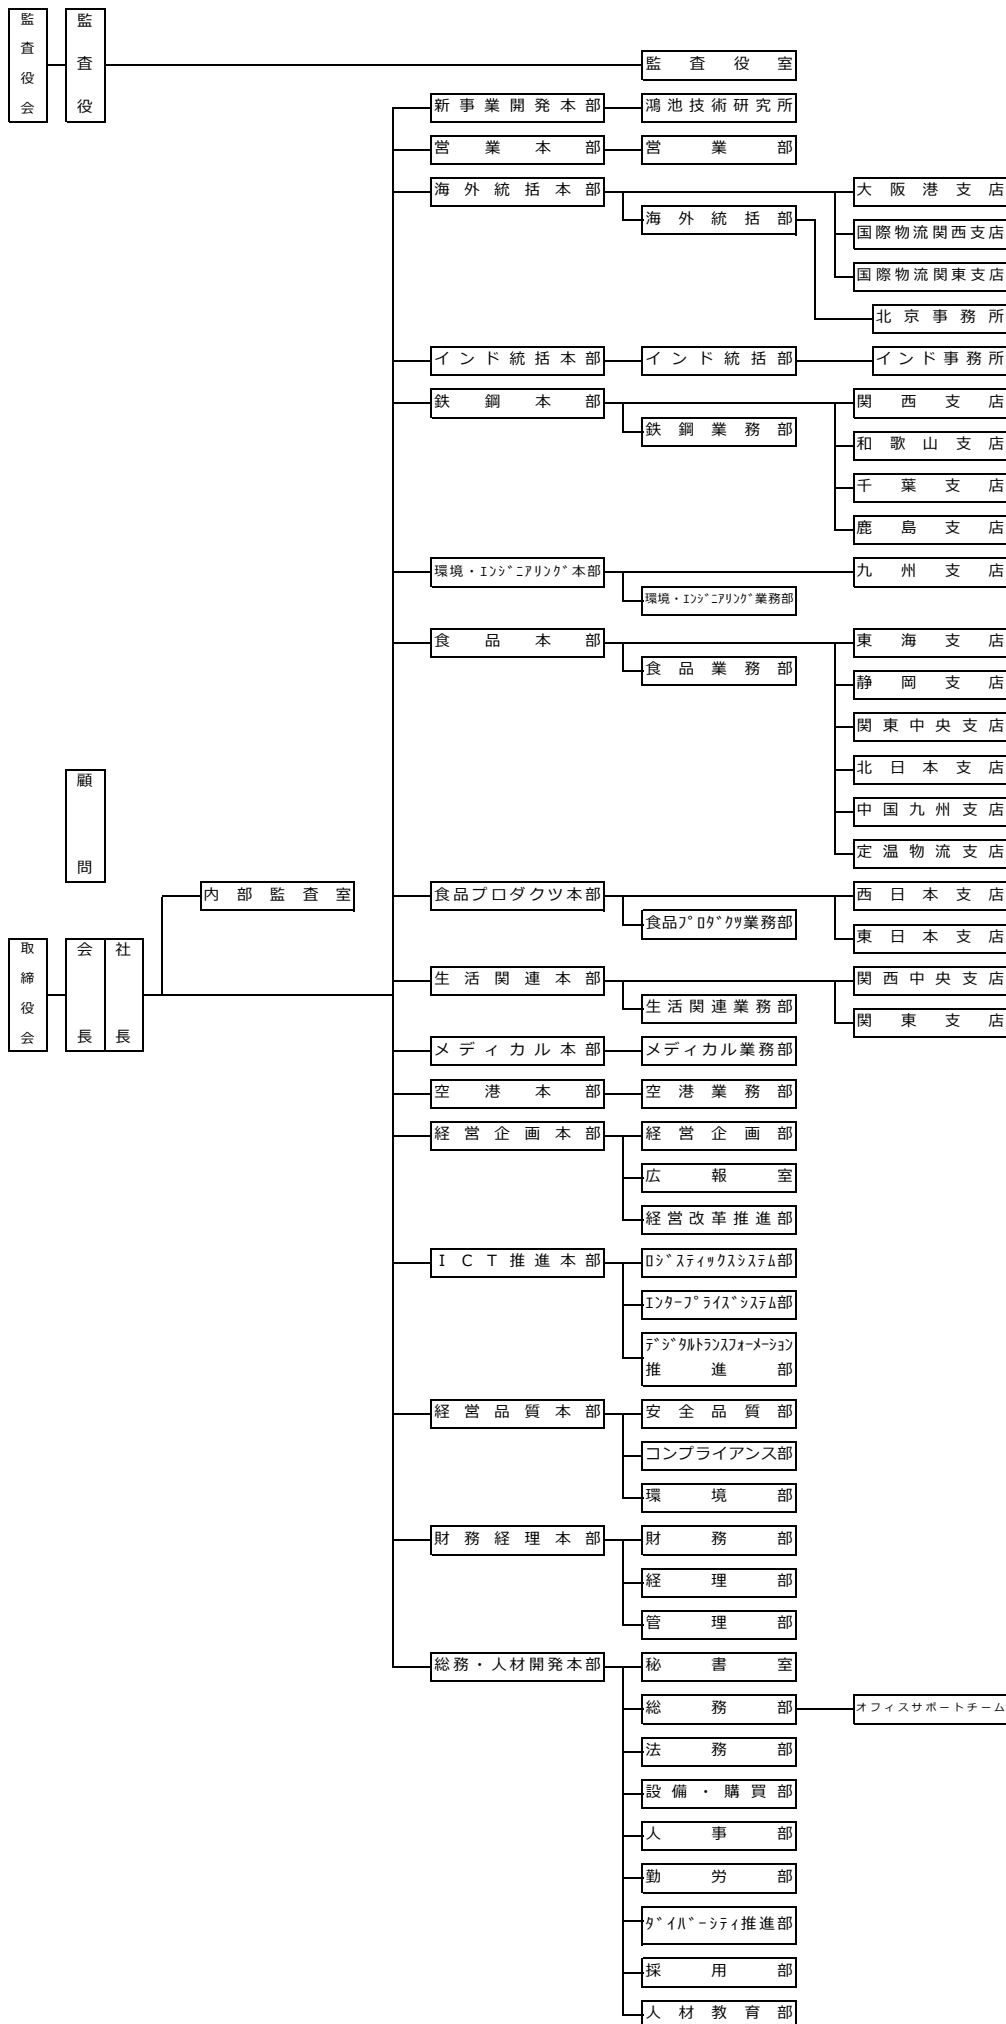 監査役会
監査役
監査役室
新事業開発本部
鴻池技術研究所
営業本部
営業部
海外統括本部
大阪港支店
海外統括部
国際物流関西支店
国際物流関東支店
北京事務所
インド統括本部
インド統括部
インド事務所
鉄鋼本部
関西支店
鉄鋼業務部
和歌山支店
千葉支店
鹿島支店
環境・ｴﾝｼﾞﾆｱﾘﾝｸﾞ本部
九州支店
環境・ｴﾝｼﾞﾆｱﾘﾝｸﾞ業務部
食品本部
東海支店
食品業務部
静岡支店
関東中央支店
北日本支店
中国九州支店
定温物流支店
顧問
内部監査室
食品プロダクツ本部
西日本支店
食品ﾌﾟﾛﾀﾞｸﾂ業務部
東日本支店
取締役会
会長
社長
生活関連本部
関西中央支店
生活関連業務部
関東支店
メディカル本部
メディカル業務部
空港本部
空港業務部
経営企画本部
経営企画部
広報室
経営改革推進部
ＩＣＴ推進本部
ﾛｼﾞｽﾃｨｯｸｽｼｽﾃﾑ部
ｴﾝﾀｰﾌﾟﾗｲｽﾞｼｽﾃﾑ部
ﾃﾞｼﾞﾀﾙﾄﾗﾝｽﾌｫｰﾒｰｼｮﾝ
推進部
経営品質本部
安全品質部
コンプライアンス部
環境部
財務経理本部
財務部
経理部
管理部
総務・人材開発本部
秘書室
総務部
オフィスサポートチーム
法務部
設備・購買部
人事部
勤労部
ﾀﾞｲﾊﾞｰｼﾃｨ推進部
採用部
人材教育部